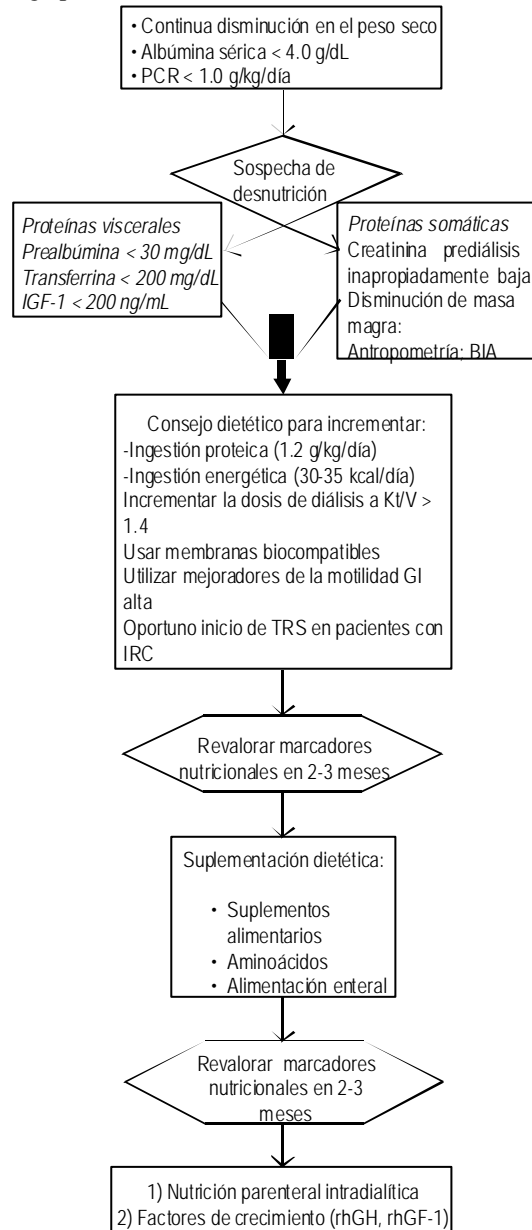 • Continua disminución en el peso seco
• Albúmina sérica < 4.0 g/dL
• PCR < 1.0 g/kg/día
Sospecha de
desnutrición
Proteínas viscerales
Prealbúmina < 30 mg/dL
Transferrina < 200 mg/dL
IGF-1 < 200 ng/mL
Proteínas somáticas
Creatinina prediálisis
inapropiadamente baja
Disminución de masa
magra:
Antropometría; BIA
Consejo dietético para incrementar:
-Ingestión proteica (1.2 g/kg/día)
-Ingestión energética (30-35 kcal/día)
Incrementar la dosis de diálisis a Kt/V >
1.4
Usar membranas biocompatibles
Utilizar mejoradores de la motilidad GI
alta
Oportuno inicio de TRS en pacientes con
IRC
Revalorar marcadores
nutricionales en 2-3 meses
Suplementación dietética:
• Suplementos
alimentarios
• Aminoácidos
• Alimentación enteral
Revalorar marcadores
nutricionales en 2-3
meses
1) Nutrición parenteral intradialítica
2) Factores de crecimiento (rhGH, rhGF-1)